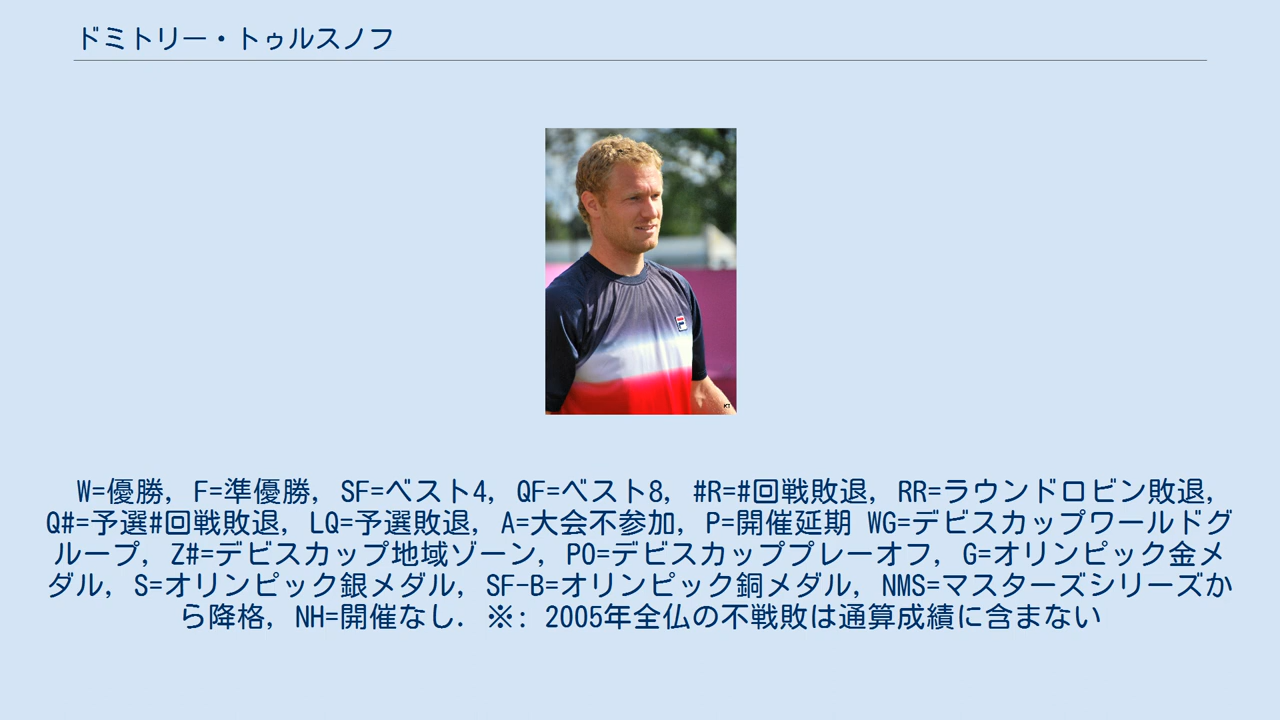 ドミトリー・トゥルスノフ
KT
W=優勝, F=準優勝, SF=ベスト4, QF=ベスト8, #R=#回戦敗退, RR=ラウンドロビン敗退,
Q#=予選#回戦敗退, LQ=予選敗退, A=大会不参加, P=開催延期 WG=デビスカップワールドグ
ループ, Z#=デビスカップ地域ゾーン, PO=デビスカッププレーオフ, G=オリンピック金メ
ダル, S=オリンピック銀メダル, SF-B=オリンピック銅メダル, NMS=マスターズシリーズか
ら降格, NH=開催なし. ※: 2005年全仏の不戦敗は通算成績に含まない